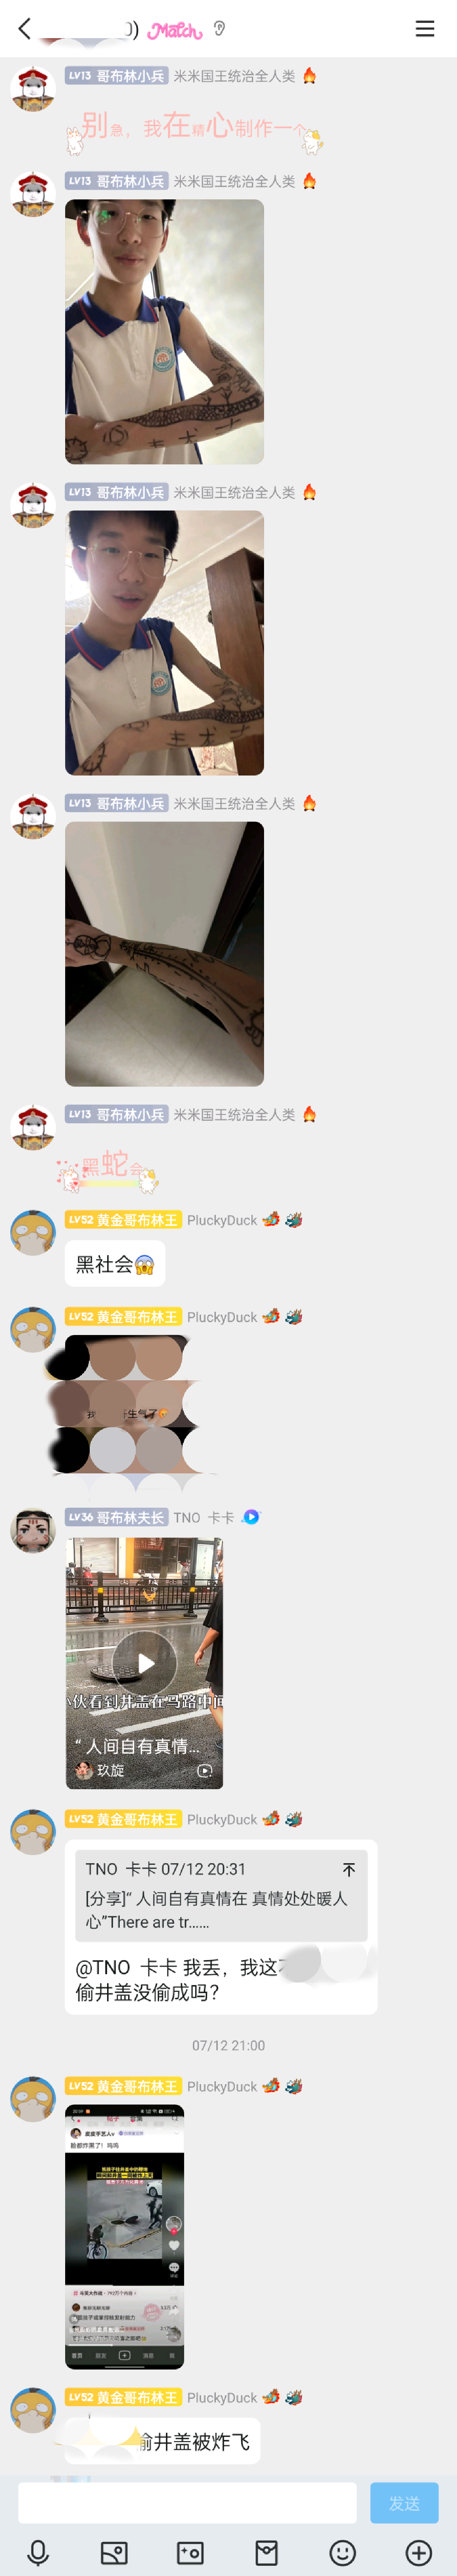 Match
LV13 哥布林小兵 米米国王统治全人类
别急，我在精心制作一个
LV13 哥布林小兵 米米国王统治全人类
LV13 哥布林小兵 米米国王统治全人类
LV13 哥布林小兵 米米国王统治全人类
LV13 哥布林小兵 米米国王统治全人类
黑蛇会
LV52 黄金哥布林王 PluckyDuck
黑社会
LV52 黄金哥布林王 PluckyDuck
我 生气了
LV36 哥布林夫长 TNO 卡卡
小伙看到井盖在马路中间
“ 人间自有真情...
玖旋
LV52 黄金哥布林王 PluckyDuck
TNO 卡卡 07/12 20:31
[分享]“ 人间自有真情在 真情处处暖人
心”There are tr......
@TNO 卡卡 我丢，我这
偷井盖没偷成吗？
07/12 21:00
LV52 黄金哥布林王 PluckyDuck
脸都炸黑了！呜呜
LV52 黄金哥布林王 PluckyDuck
偷井盖被炸飞
发送